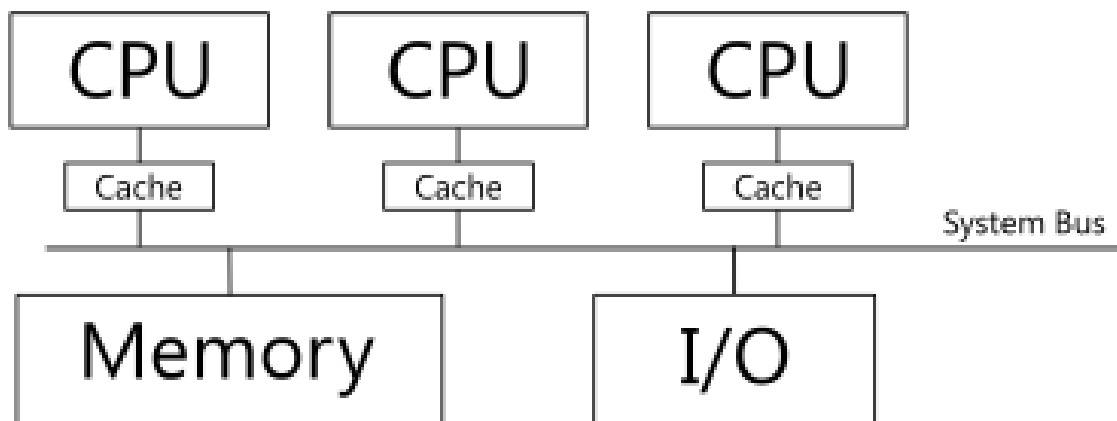 CPU CPU CPU
Cache Cache Cache
System Bus
Memory I/O